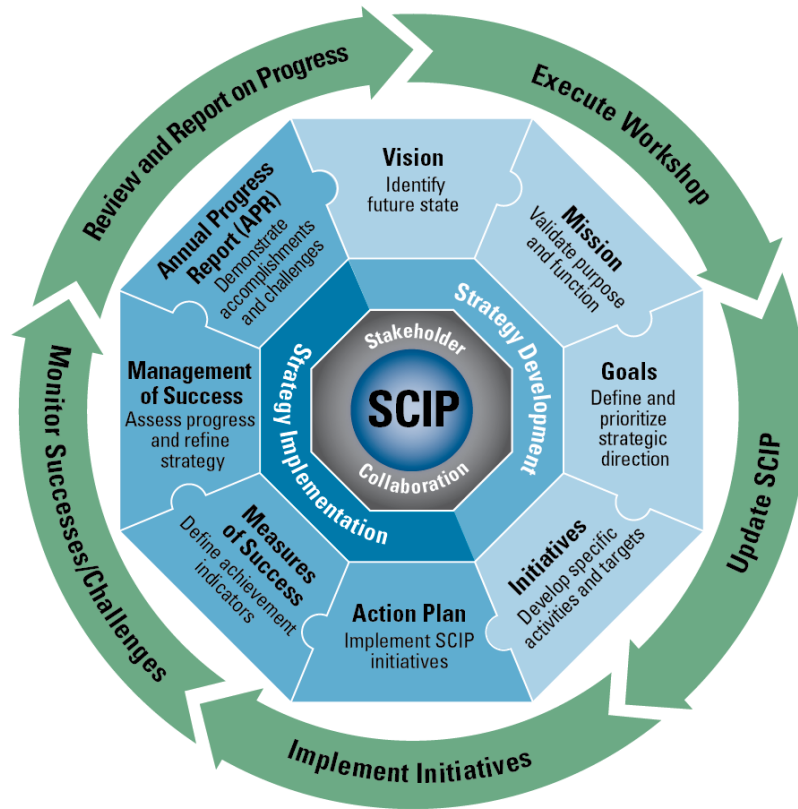 Review and Report on Progress
Execute Workshop
Update SCIP
Implement Initiatives
Monitor Successes/Challenges
Vision
Identify
future state
Mission
Validate purpose
and function
Goals
Define and
prioritize
strategic
direction
Initiatives
Develop specific
activities and targets
Action Plan
Implement SCIP
initiatives
Measures
of Success
Define achievement
indicators
Management
of Success
Assess progress
and refine
strategy
Annual Progress
Report (APR)
Demonstrate
accomplishments
and challenges
Strategy Development
Strategy Implementation
Stakeholder
SCIP
Collaboration